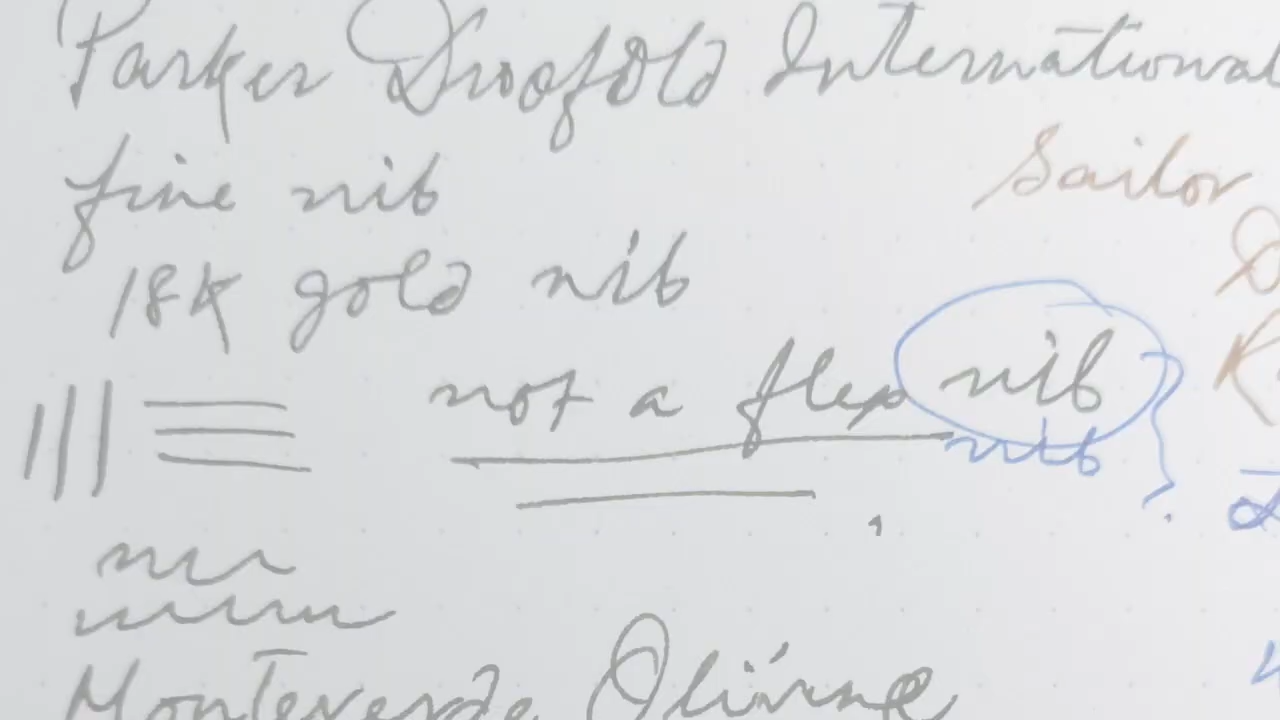 Parker Duofold International
fine nib
Sailor
18K gold nib
not a flex nib
nib
Monteverde Olivine